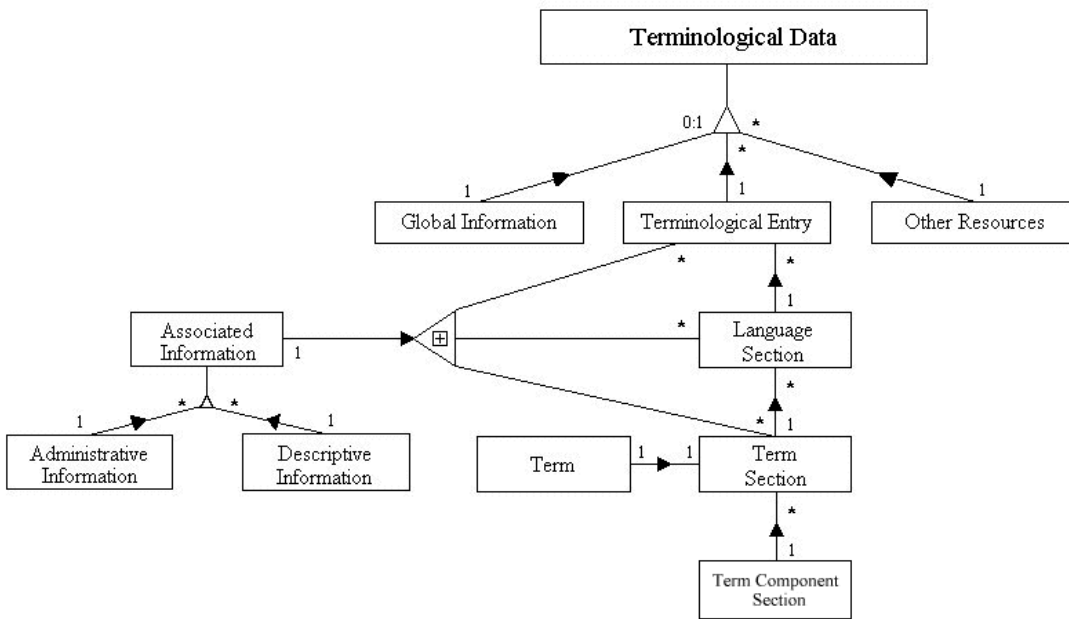 Terminological Data
0:1
*
*
1
1
1
Global Information
Terminological Entry
Other Resources
*
*
1
Associated
Information
1
*
Language
Section
*
*
*
*
1
1
1
Administrative
Information
Descriptive
Information
Term
1
1
Term
Section
*
1
Term Component
Section